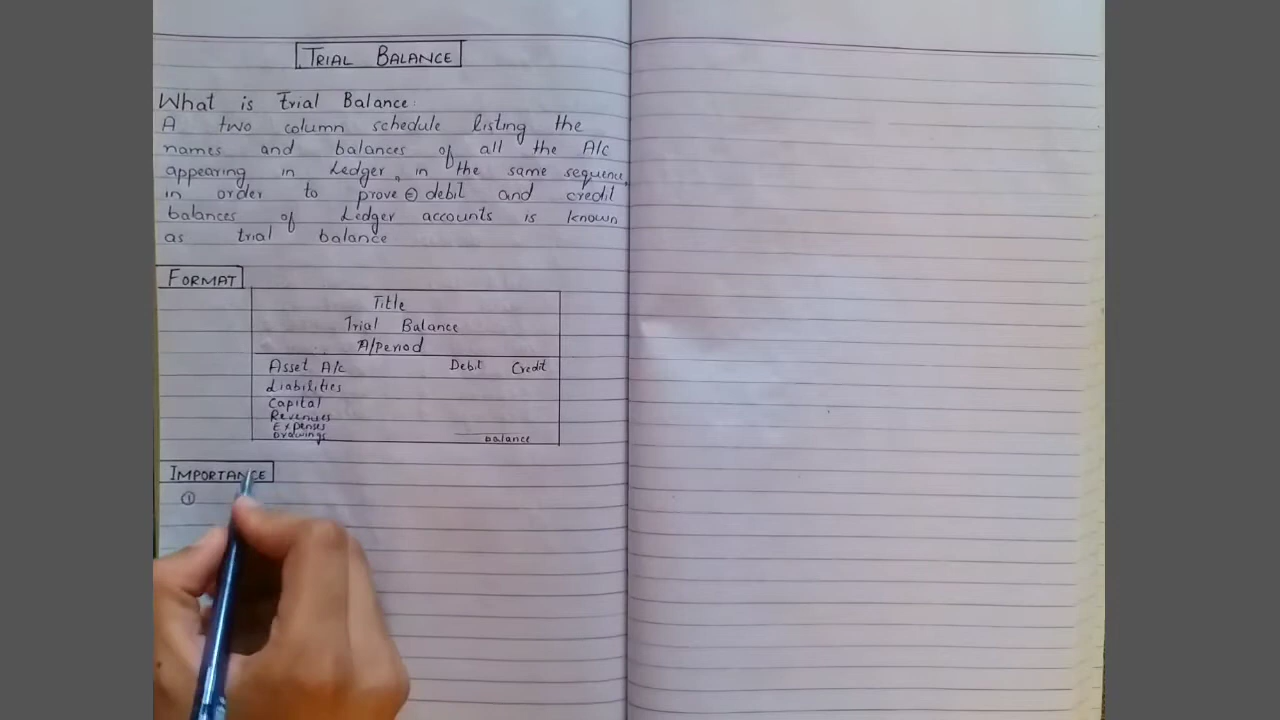 TRIAL BALANCE
What is Trial Balance:
A two column schedule listing the
names and balances of all the A/c
appearing in Ledger, in the same sequence,
in order to prove debit and credit
balances of Ledger accounts is known
as trial balance
FORMAT
Title
Trial Balance
A/period
Asset A/c Debit Credit
Liabilities
Capital
Revenues
Expenses
Drawings balance
IMPORTANCE
①